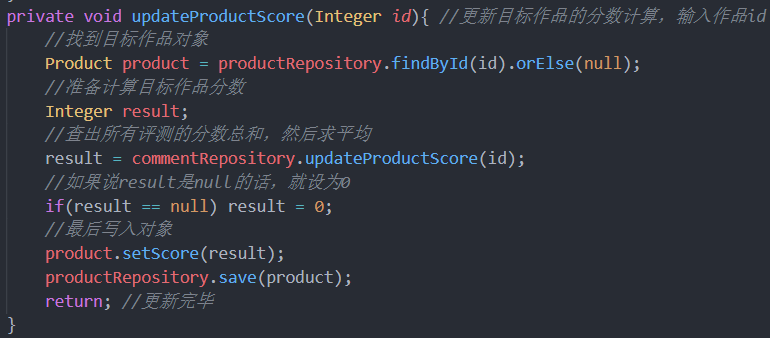 private void updateProductScore(Integer id){ //更新目标作品的分数计算，输入作品id
//找到目标作品对象
Product product = productRepository.findById(id).orElse(null);
//准备计算目标作品分数
Integer result;
//查出所有评测的分数总和，然后求平均
result = commentRepository.updateProductScore(id);
//如果说result是null的话，就设为0
if(result == null) result = 0;
//最后写入对象
product.setScore(result);
productRepository.save(product);
return; //更新完毕
}